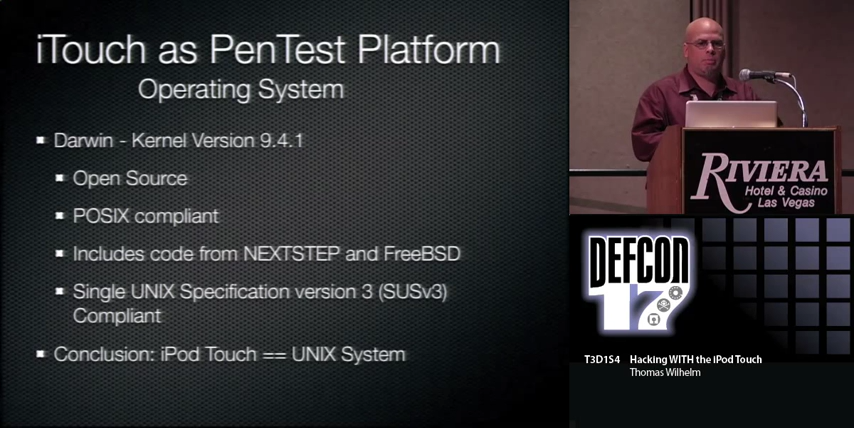 iTouch as PenTest Platform
Operating System
Darwin - Kernel Version 9.4.1
Open Source
POSIX compliant
Includes code from NEXTSTEP and FreeBSD
Single UNIX Specification version 3 (SUSv3)
Compliant
Conclusion: iPod Touch == UNIX System
RIVIERA
Hotel & Casino
Las Vegas
DEFCON
17
T3D1S4 Hacking WITH the iPod Touch
Thomas Wilhelm